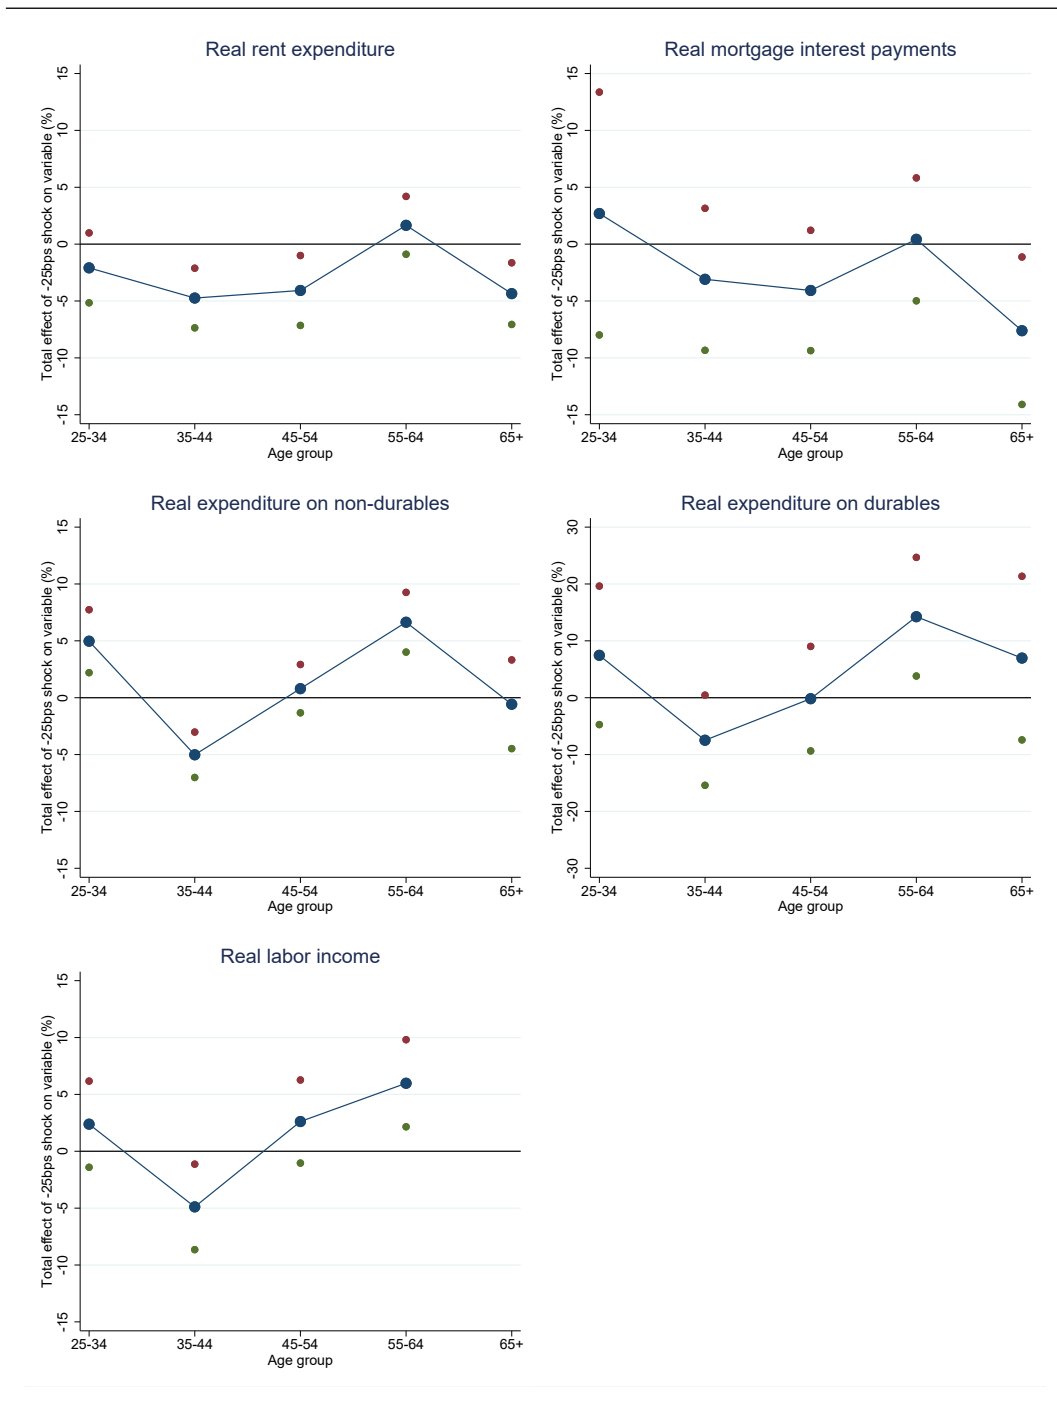 Real rent expenditure
Total effect of -25bps shock on variable (%)
15
10
5
0
-5
-10
-15
25-34 35-44 45-54 55-64 65+
Age group
Real mortgage interest payments
Total effect of -25bps shock on variable (%)
15
10
5
0
-5
-10
-15
25-34 35-44 45-54 55-64 65+
Age group
Real expenditure on non-durables
Total effect of -25bps shock on variable (%)
15
10
5
0
-5
-10
-15
25-34 35-44 45-54 55-64 65+
Age group
Real expenditure on durables
Total effect of -25bps shock on variable (%)
30
20
10
0
-10
-20
-30
25-34 35-44 45-54 55-64 65+
Age group
Real labor income
Total effect of -25bps shock on variable (%)
15
10
5
0
-5
-10
-15
25-34 35-44 45-54 55-64 65+
Age group